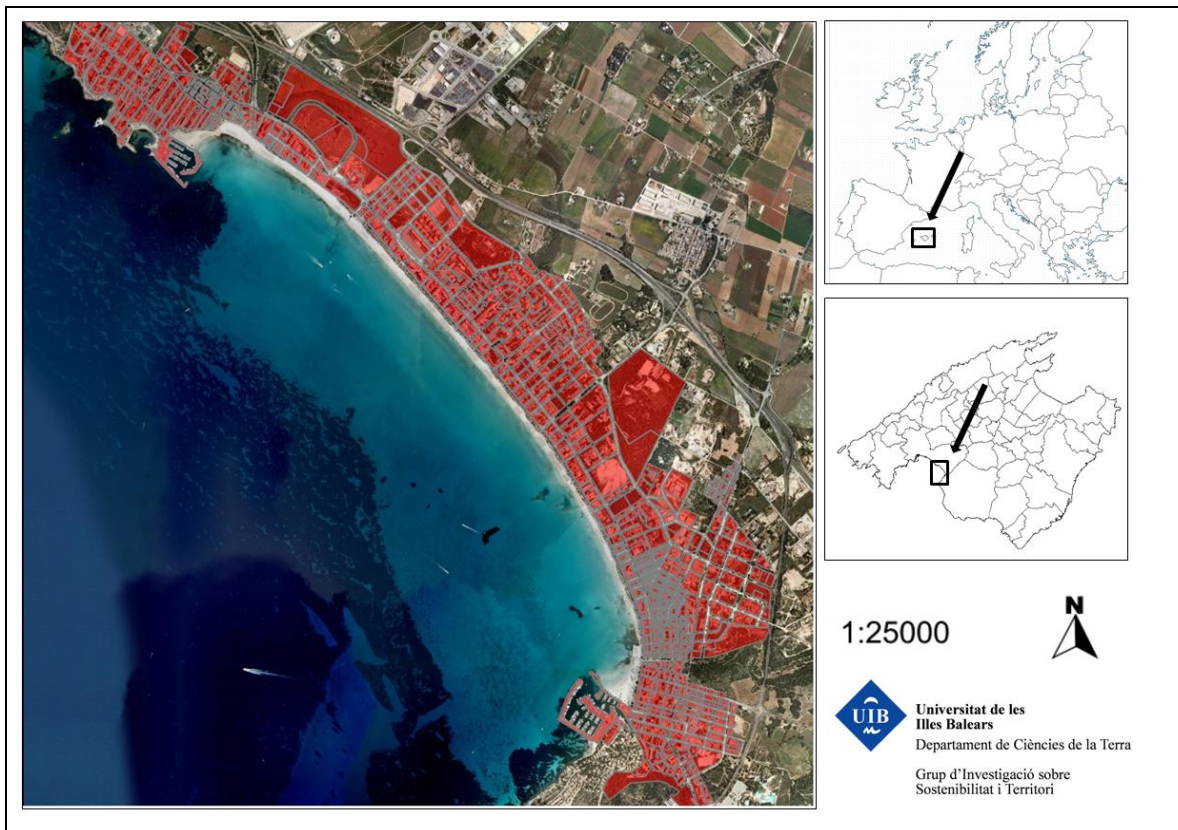 1:25000
N
UIB
Universitat de les
Illes Balears
Departament de Ciències de la Terra
Grup d'Investigació sobre
Sostenibilitat i Territori